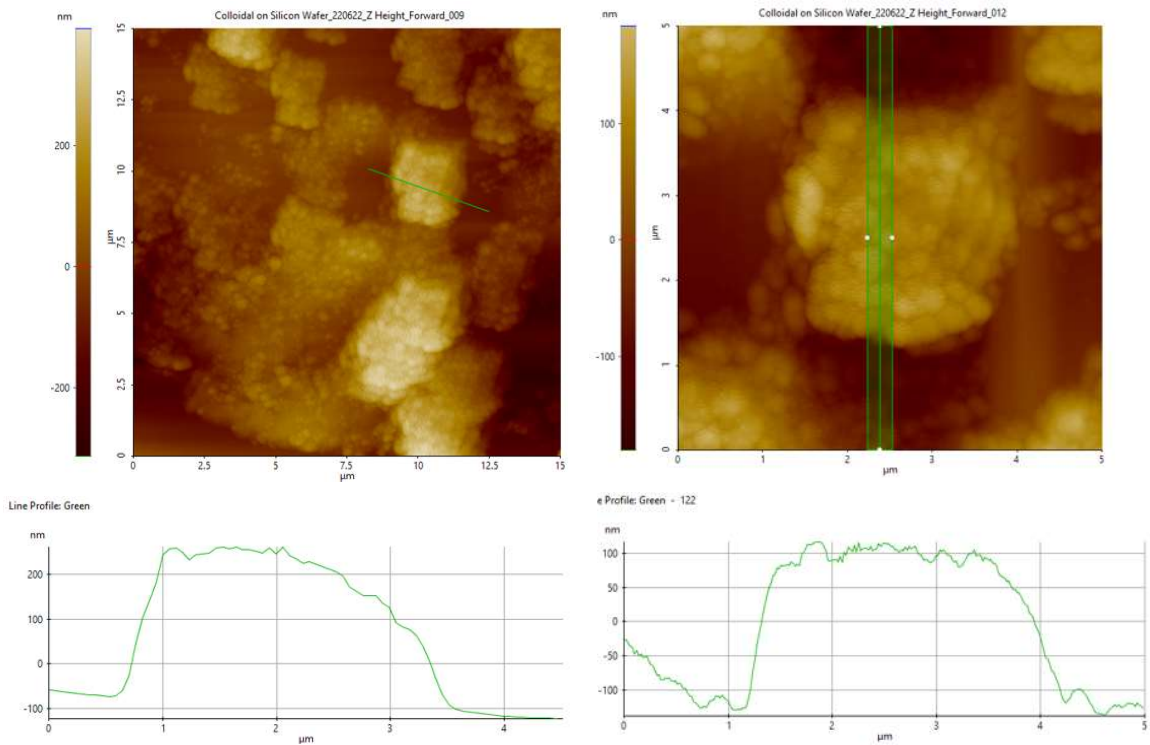 Colloidal on Silicon Wafer_220622_Z Height_Forward_009
nm
200
0
-200
15
12.5
10
7.5
5
2.5
0
µm
0 2.5 5 7.5 10 12.5 15
µm
Colloidal on Silicon Wafer_220622_Z Height_Forward_012
nm
100
0
-100
5
4
3
2
1
0
µm
0 1 2 3 4 5
µm
Line Profile: Green
nm
200
100
0
-100
0 1 2 3 4
µm
e Profile: Green - 122
nm
100
50
0
-50
-100
0 1 2 3 4 5
µm